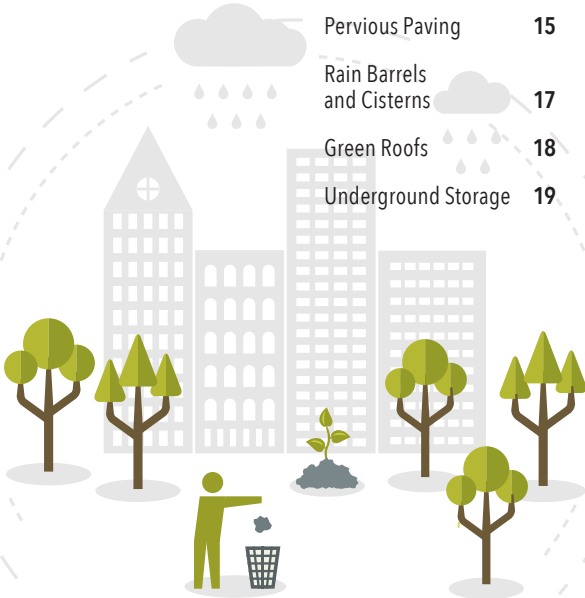 Pervious Paving 15
Rain Barrels
and Cisterns 17
Green Roofs 18
Underground Storage 19